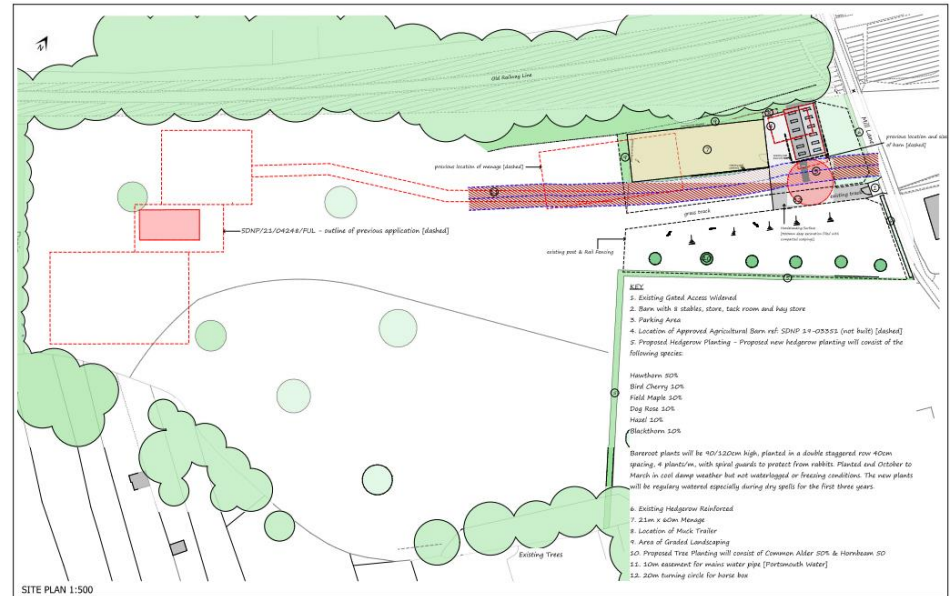 N
Old Railway Line
Mill Lane
previous location and size
of barn [dashed]
previous location of menage [dashed]
7
existing track
grass track
SDNP/21/04248/FUL - outline of previous application [dashed]
existing post & Rail Fencing
KEY
1. Existing Gated Access Widened
2. Barn with 8 stables, store, tack room and hay store
3. Parking Area
4. Location of Approved Agricultural Barn ref: SDNP 19-03351 (not built) [dashed]
5. Proposed Hedgerow Planting - Proposed new hedgerow planting will consist of the
following species:
Hawthorn 50%
Bird Cherry 10%
Field Maple 10%
Dog Rose 10%
Hazel 10%
Blackthorn 10%
Bareroot plants will be 90/120cm high, planted in a double staggered row 40cm
spacing, 4 plants/m, with spiral guards to protect from rabbits. Planted end October to
March in cool damp weather but not waterlogged or freezing conditions. The new plants
will be regulary watered especially during dry spells for the first three years.
6. Existing Hedgerow Reinforced
7. 21m x 60m Menage
8. Location of Muck Trailer
9. Area of Graded Landscaping
10. Proposed Tree Planting will consist of Common Alder 50% & Hornbeam 50
11. 10m easement for mains water pipe [Portsmouth Water]
12. 20m turning circle for horse box
Existing Trees
SITE PLAN 1:500